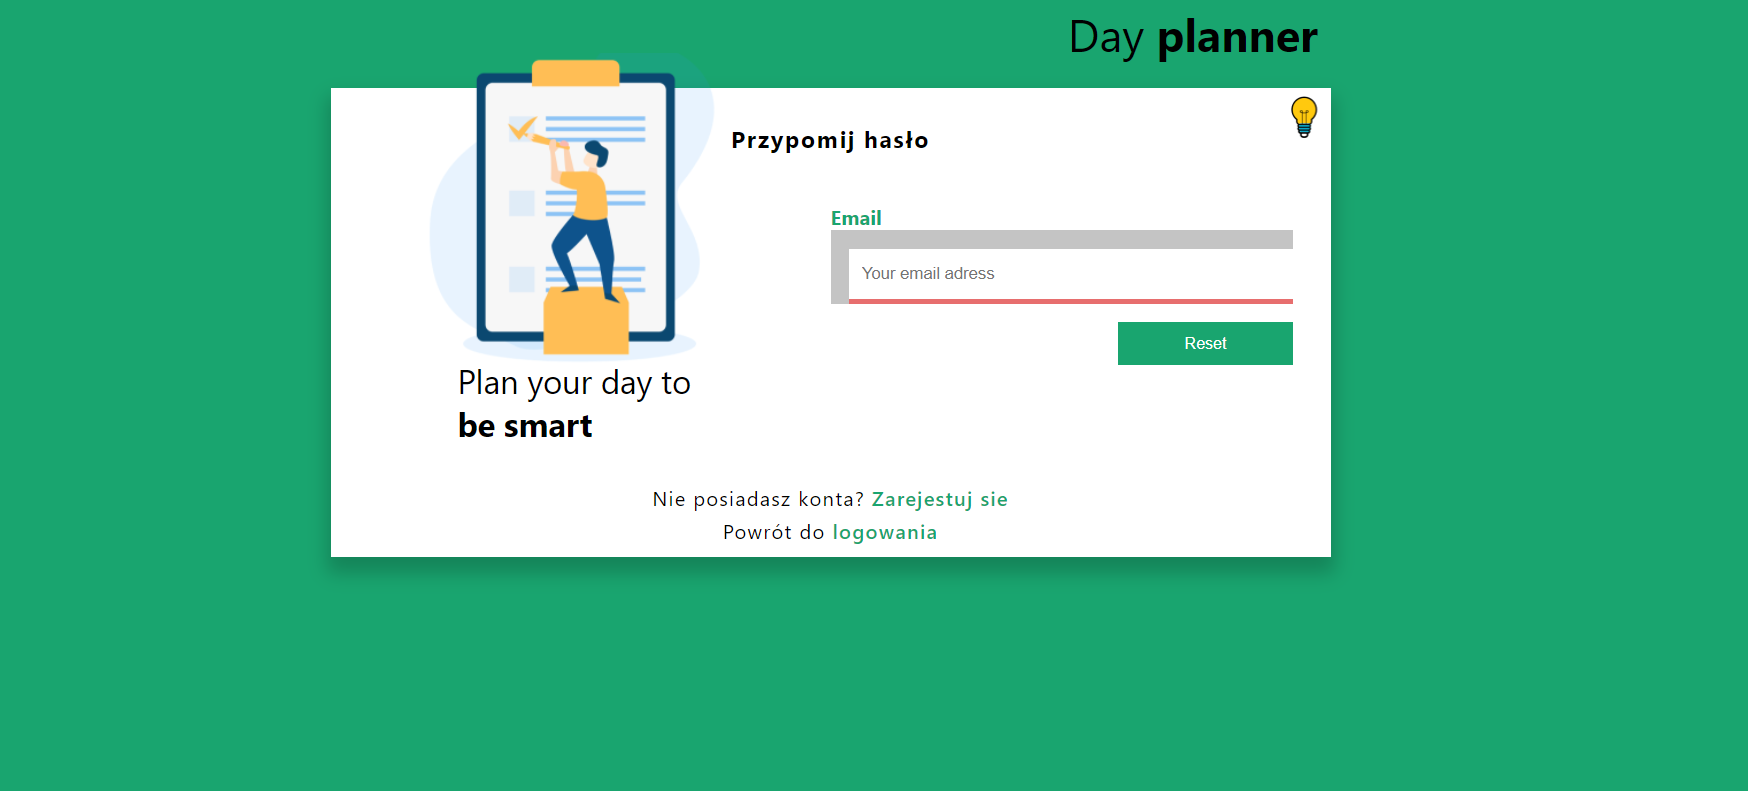 Day planner
Przypomij hasło
Email
Your email adress
Reset
Plan your day to
be smart
Nie posiadasz konta? Zarejestuj sie
Powrót do logowania